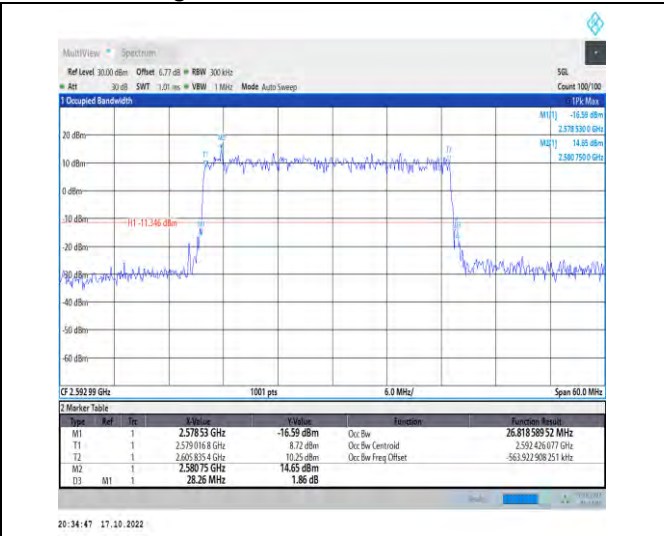 MultiView Spectrum
Ref Level 30.00 dBm Offset 6.77 dB RBW 300 kHz SGL
Att 30 dB SWT 1.01 ms VBW 1 MHz Mode Auto Sweep Count 100/100
1 Occupied Bandwidth 1Pk Max
M1[1] -16.59 dBm
2.578 530 0 GHz
M2[1] 14.65 dBm
2.580 750 0 GHz
20 dBm
M2
T1
T2
10 dBm
0 dBm
-10 dBm
H1 -11.346 dBm
M1
-20 dBm
-30 dBm
-40 dBm
-50 dBm
-60 dBm
CF 2.592 99 GHz 1001 pts 6.0 MHz/ Span 60.0 MHz
2 Marker Table
Type Ref Trc X-Value Y-Value Function Function Result
M1 1 2.578 53 GHz -16.59 dBm Occ Bw 26.818 589 52 MHz
T1 1 2.579 016 8 GHz 8.72 dBm Occ Bw Centroid 2.592 426 077 GHz
T2 1 2.605 835 4 GHz 10.25 dBm Occ Bw Freq Offset -563.922 908 251 kHz
M2 1 2.580 75 GHz 14.65 dBm
D3 M1 1 28.26 MHz 1.86 dB
20:34:47 17.10.2022